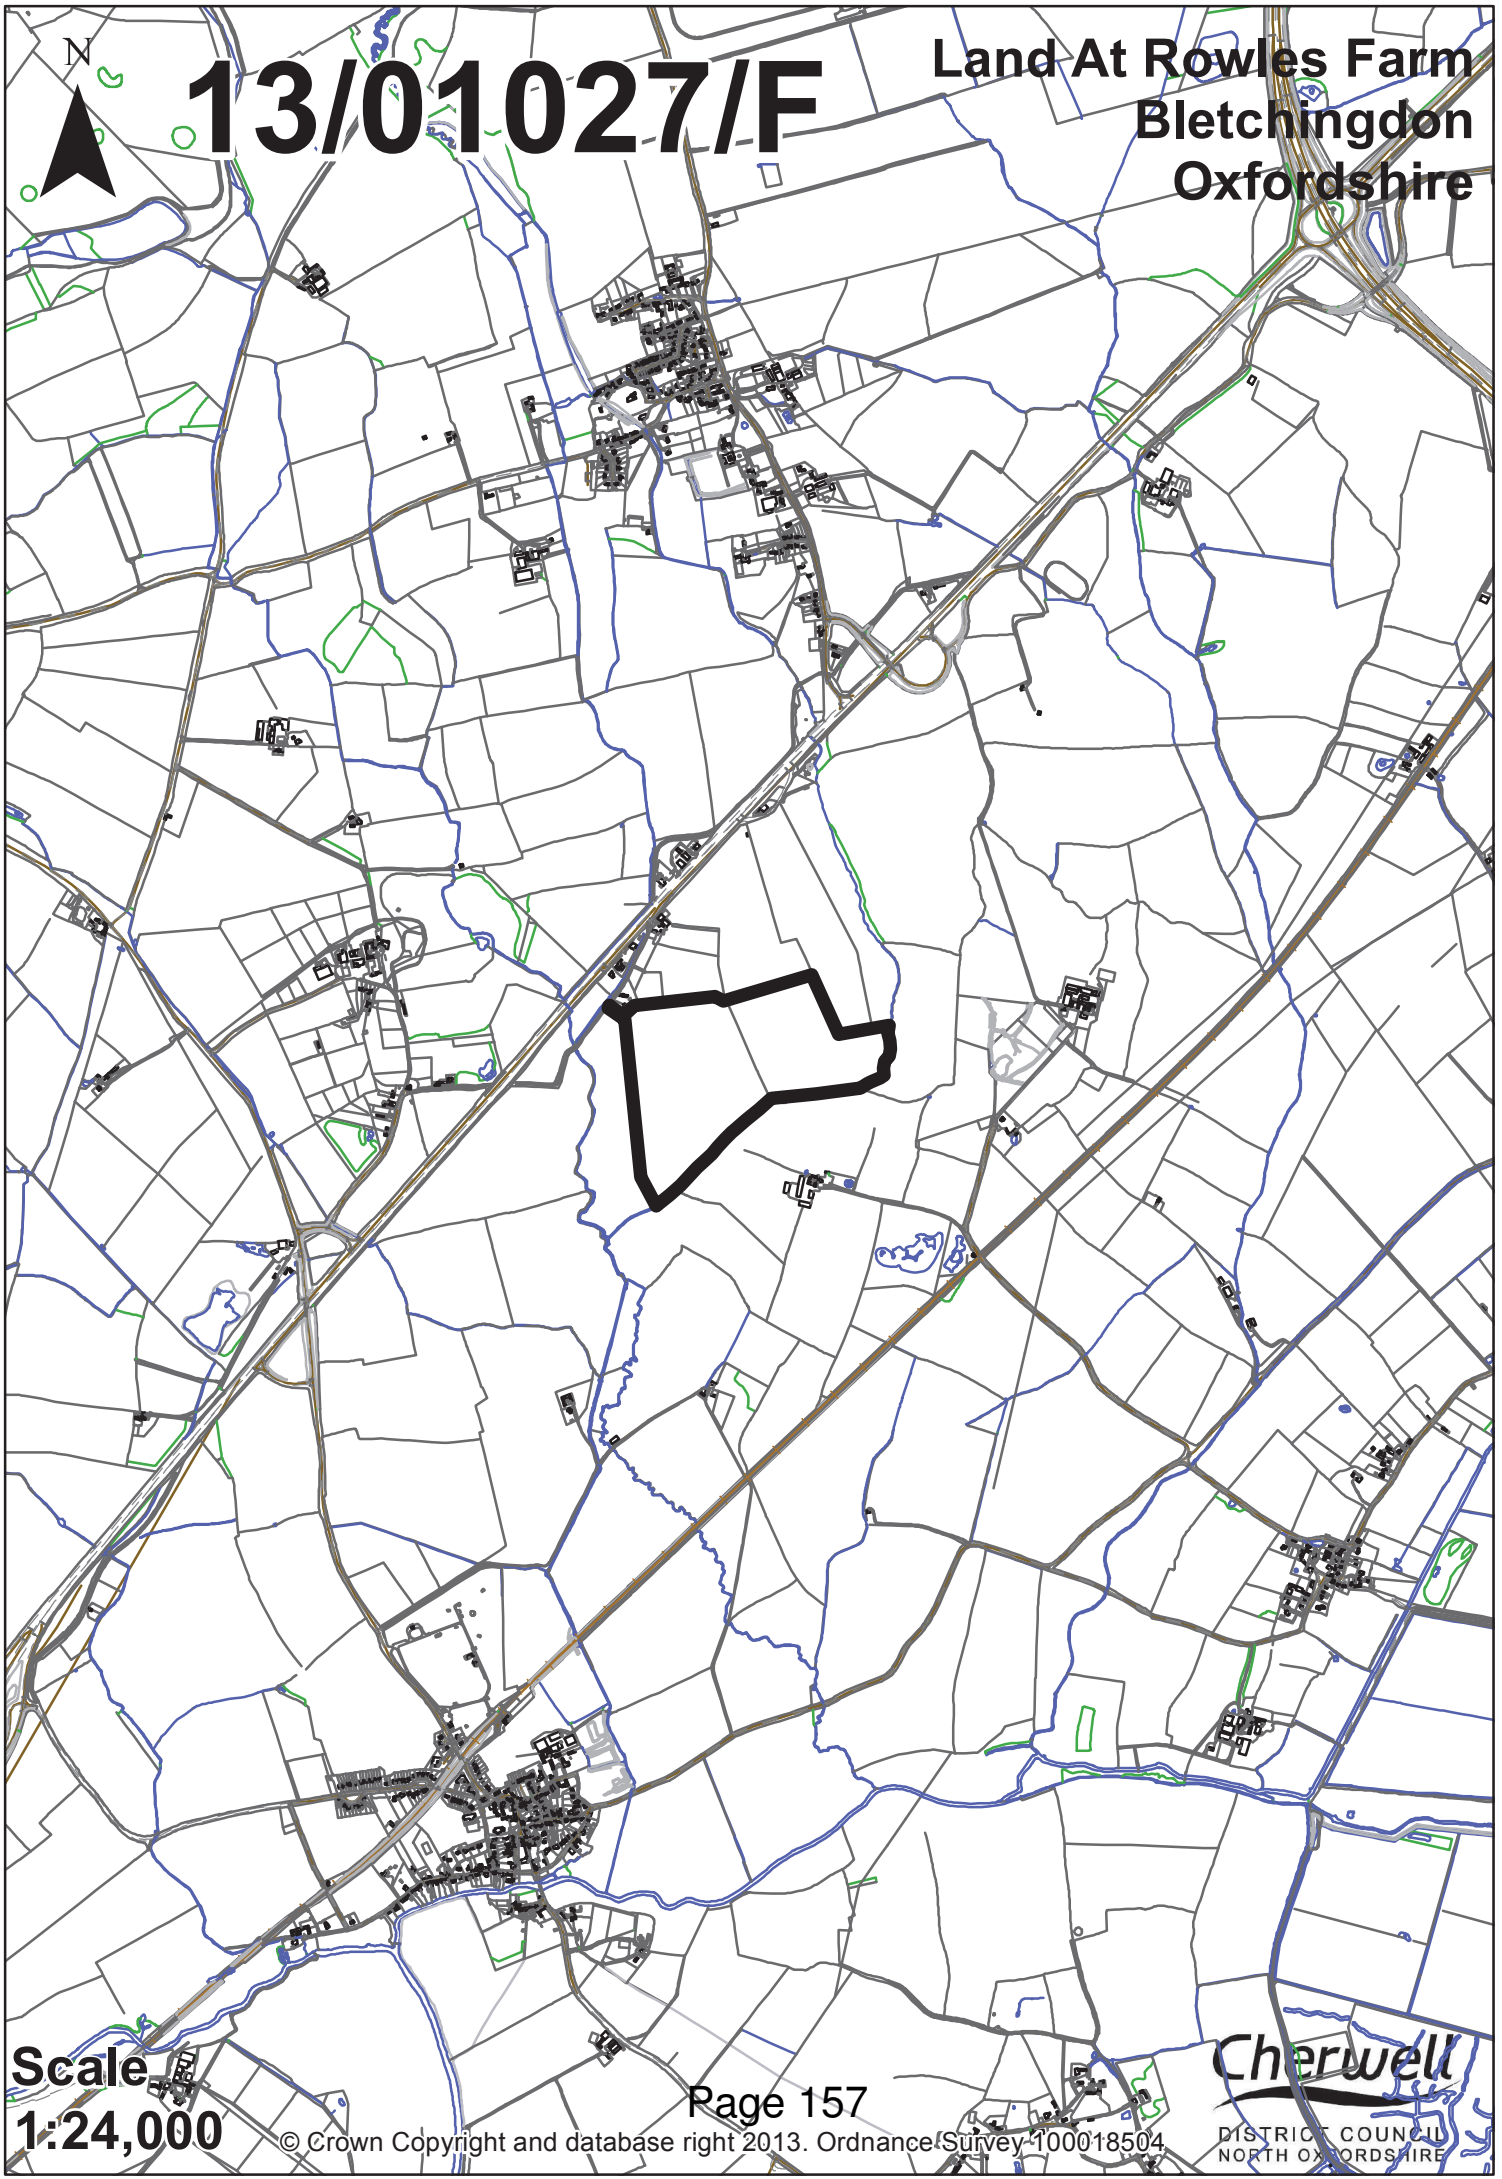 N
13/01027/F
Land At Rowles Farm
Bletchingdon
Oxfordshire
Scale
1:24,000
Page 157
© Crown Copyright and database right 2013. Ordnance Survey 100018504
Cherwell
DISTRICT COUNCIL
NORTH OXFORDSHIRE